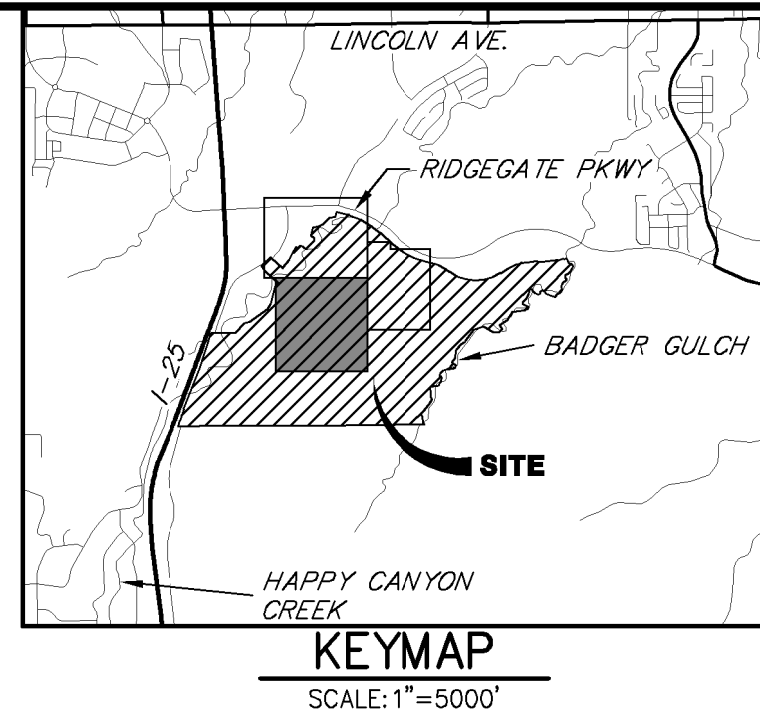 LINCOLN AVE.
RIDGEGATE PKWY
I-25
BADGER GULCH
SITE
HAPPY CANYON
CREEK
KEYMAP
SCALE: 1"=5000'